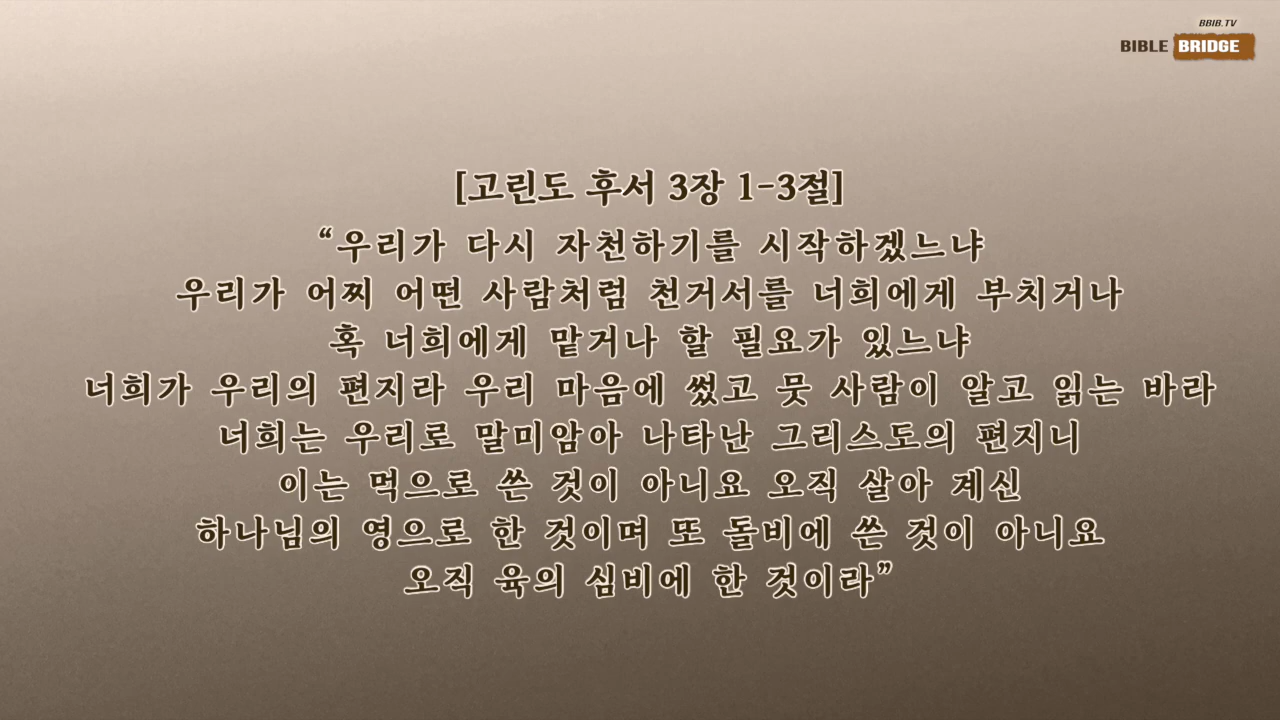 BBIB.TV
BIBLE BRIDGE
[고린도 후서 3장 1-3절]
“우리가 다시 자천하기를 시작하겠느냐
우리가 어찌 어떤 사람처럼 천거서를 너희에게 부치거나
혹 너희에게 맡거나 할 필요가 있느냐
너희가 우리의 편지라 우리 마음에 썼고 뭇 사람이 알고 읽는 바라
너희는 우리로 말미암아 나타난 그리스도의 편지니
이는 먹으로 쓴 것이 아니요 오직 살아 계신
하나님의 영으로 한 것이며 또 돌비에 쓴 것이 아니요
오직 육의 심비에 한 것이라”